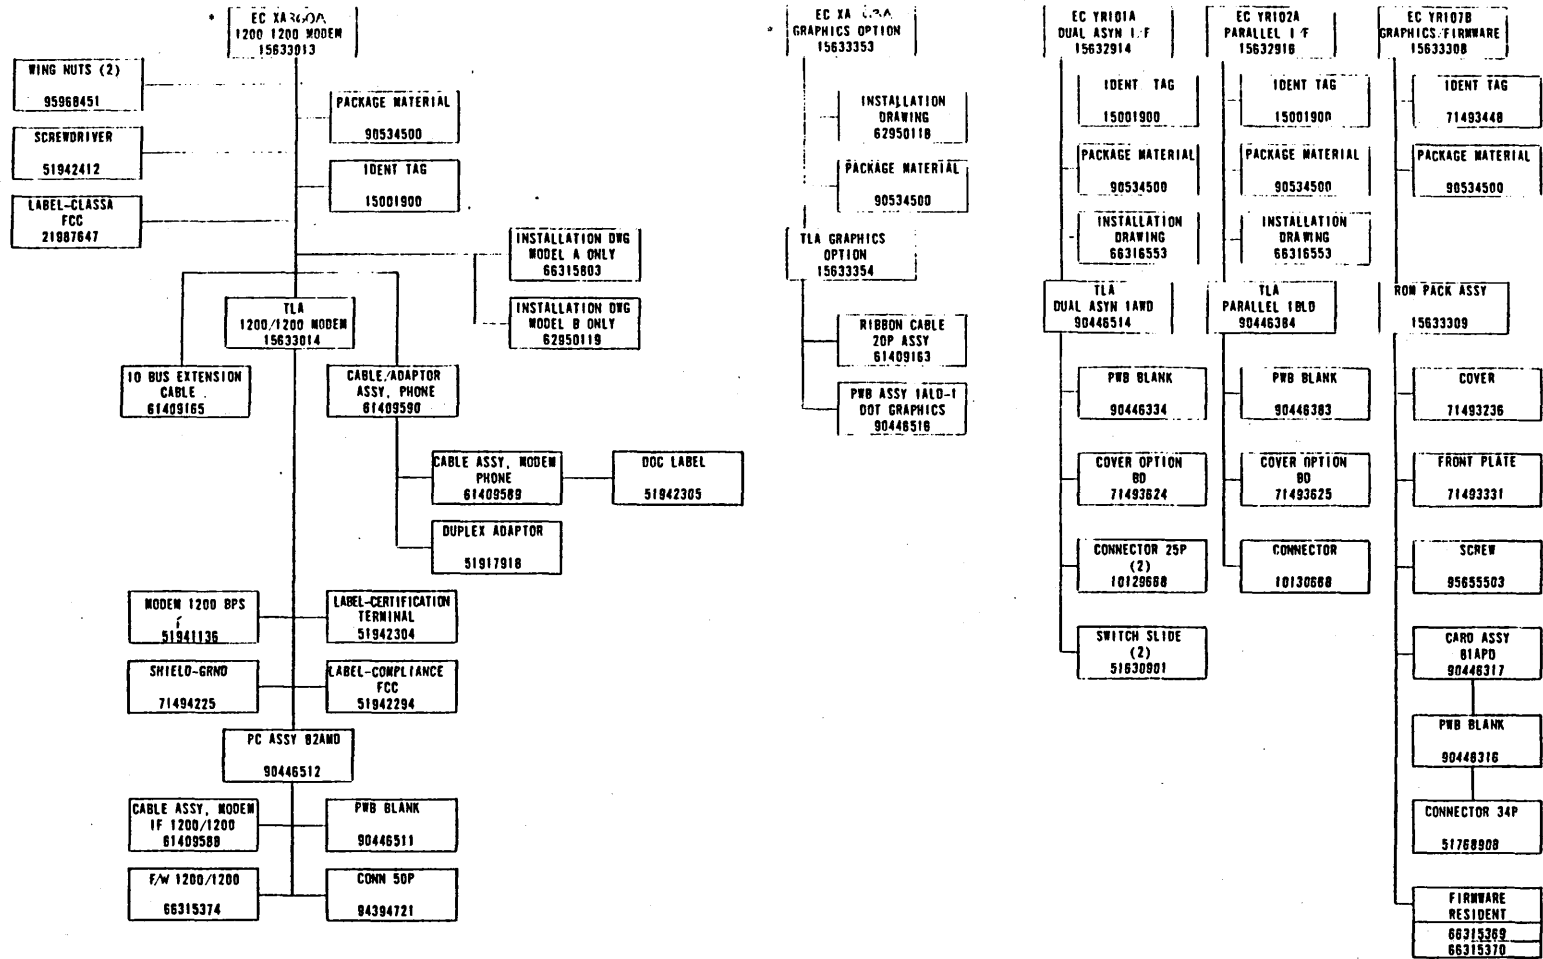 EC XA360A
1200 1200 MODEM
15633013
WING NUTS (2)
95968451
SCREWDRIVER
51942412
LABEL-CLASSA
FCC
21987647
PACKAGE MATERIAL
90534500
IDENT TAG
15001900
INSTALLATION DWG
MODEL A ONLY
66315803
INSTALLATION DWG
MODEL B ONLY
62950119
TLA
1200/1200 MODEM
15633014
IO BUS EXTENSION
CABLE
61409165
CABLE/ADAPTOR
ASSY, PHONE
61409590
CABLE ASSY, MODEM
PHONE
61409589
DOC LABEL
51942305
DUPLEX ADAPTOR
51917918
MODEM 1200 BPS
51941136
LABEL-CERTIFICATION
TERMINAL
51942304
SHIELD-GRND
71494225
LABEL-COMPLIANCE
FCC
51942294
PC ASSY 82AMD
90446512
CABLE ASSY, MODEM
IF 1200/1200
61409588
PWB BLANK
90446511
F/W 1200/1200
66315374
CONN 50P
94394721
EC XA
GRAPHICS OPTION
15633353
INSTALLATION
DRAWING
62950118
PACKAGE MATERIAL
90534500
TLA GRAPHICS
OPTION
15633354
RIBBON CABLE
20P ASSY
61409163
PWB ASSY 1ALD-1
DOT GRAPHICS
90446516
EC YR101A
DUAL ASYN I/F
15632914
IDENT TAG
15001900
PACKAGE MATERIAL
90534500
INSTALLATION
DRAWING
66316553
TLA
DUAL ASYN 1AWD
90446514
PWB BLANK
90446334
COVER OPTION
BD
71493624
CONNECTOR 25P
(2)
10129668
SWITCH SLIDE
(2)
51630901
EC YR102A
PARALLEL I/F
15632916
IDENT TAG
15001900
PACKAGE MATERIAL
90534500
INSTALLATION
DRAWING
66316553
TLA
PARALLEL 1BLD
90446384
PWB BLANK
90446383
COVER OPTION
BD
71493625
CONNECTOR
10130668
EC YR107B
GRAPHICS/FIRMWARE
15633308
IDENT TAG
71493448
PACKAGE MATERIAL
90534500
ROM PACK ASSY
15633309
COVER
71493236
FRONT PLATE
71493331
SCREW
95655503
CARD ASSY
81APD
90446317
PWB BLANK
90446316
CONNECTOR 34P
51768908
FIRMWARE
RESIDENT
66315369
66315370